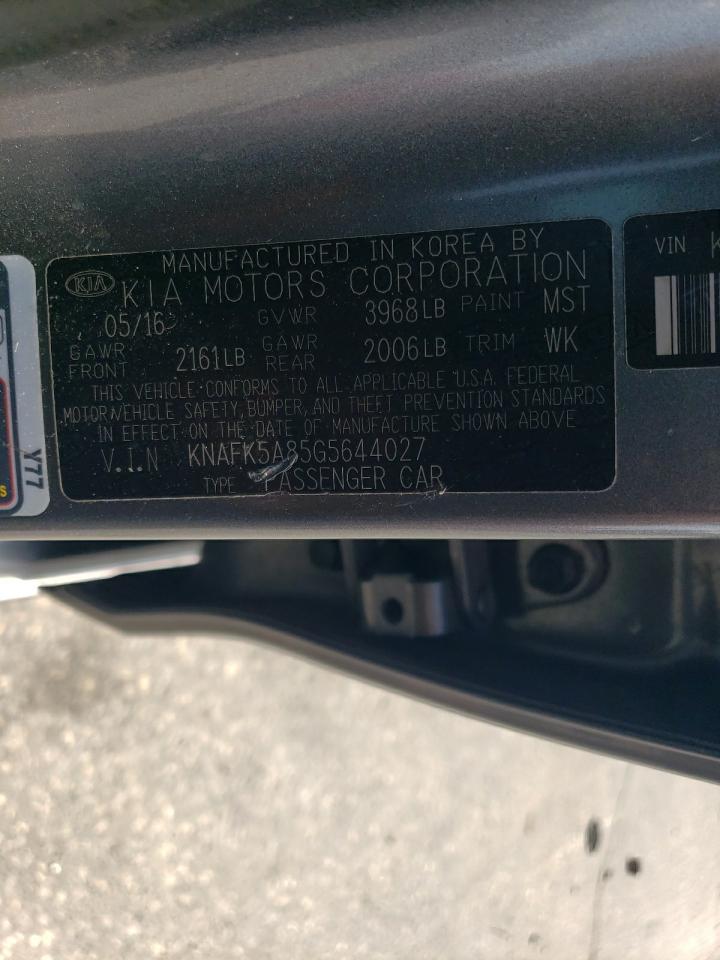 MANUFACTURED IN KOREA BY
KIA KIA MOTORS CORPORATION
05/16 GVWR 3968LB PAINT MST
GAWR FRONT 2161LB GAWR REAR 2006LB TRIM WK
THIS VEHICLE CONFORMS TO ALL APPLICABLE U.S.A. FEDERAL
MOTOR VEHICLE SAFETY, BUMPER, AND THEFT PREVENTION STANDARDS
IN EFFECT ON THE DATE OF MANUFACTURE SHOWN ABOVE
V.I.N KNAFK5A85G5644027
TYPE PASSENGER CAR
VIN K
Y77